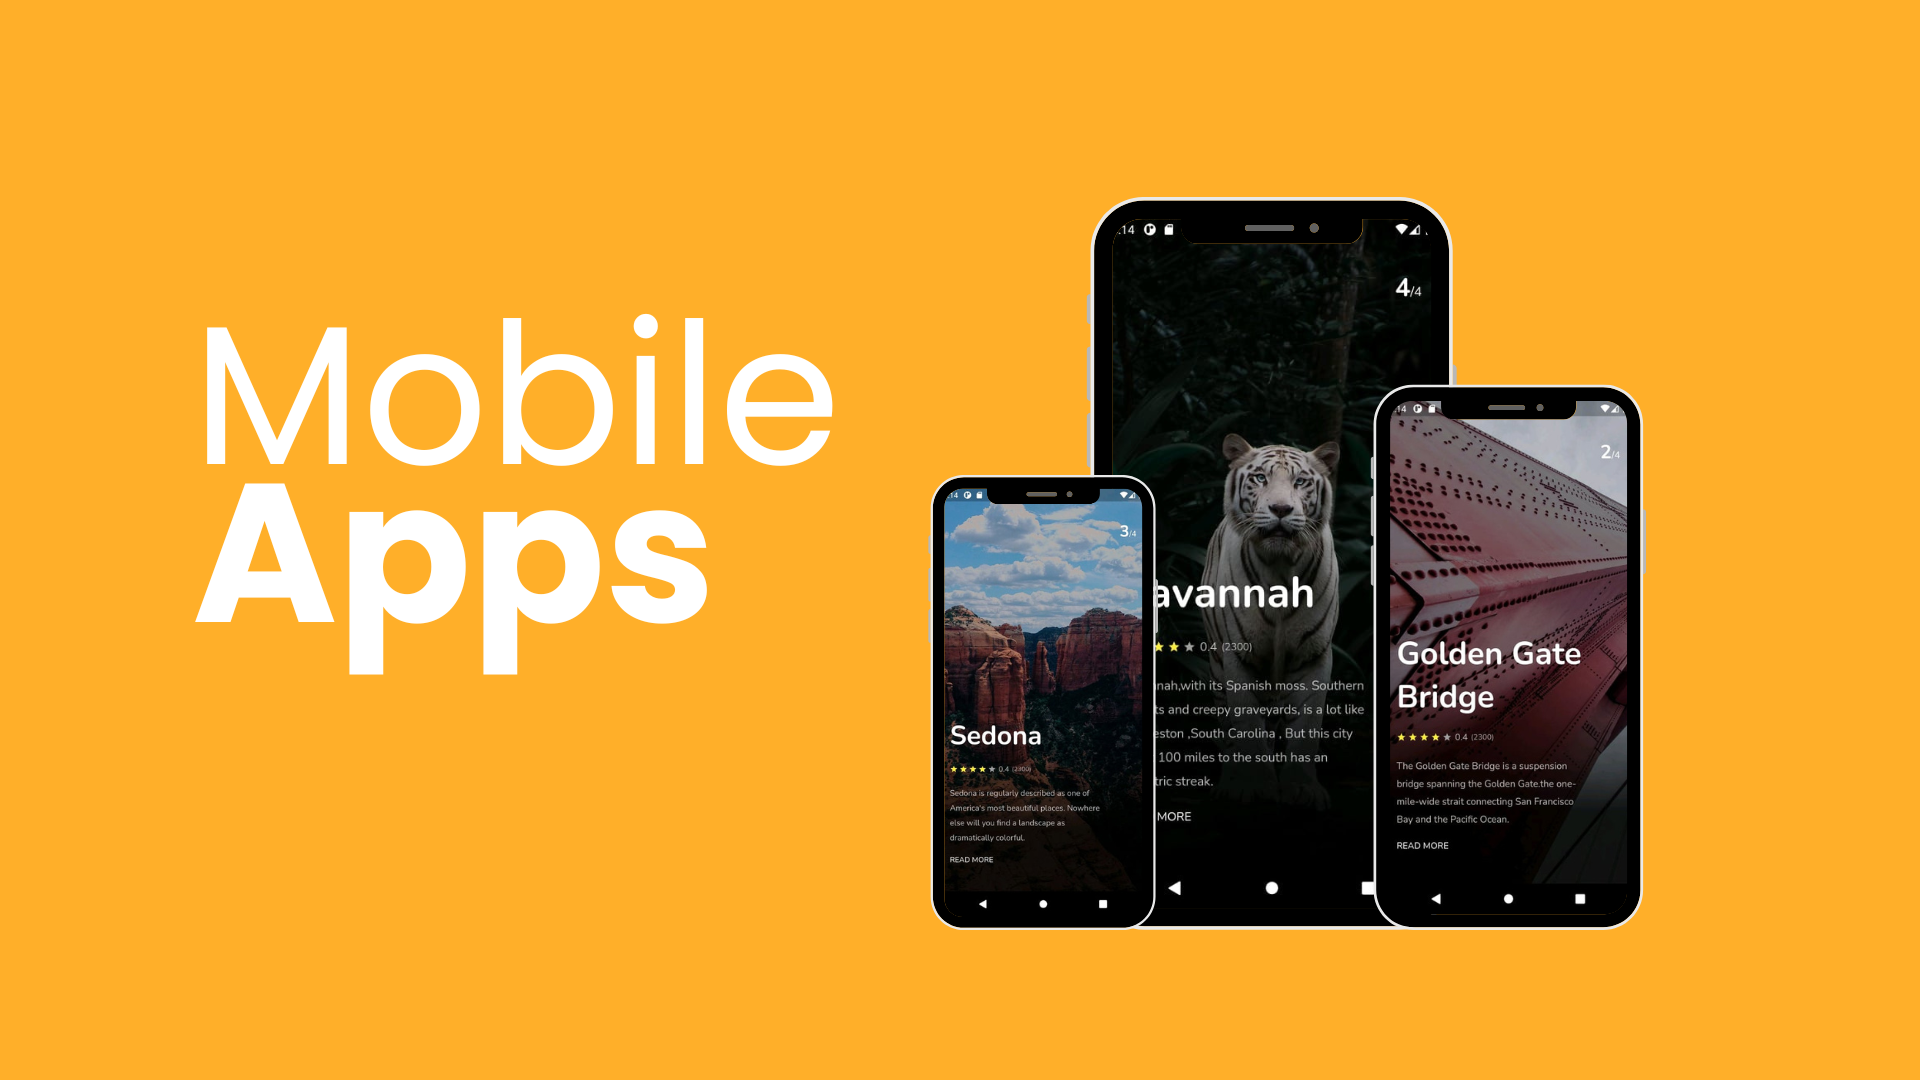 Mobile
Apps
14
3/4
Sedona
0.4 (2300)
Sedona is regularly described as one of
America's most beautiful places. Nowhere
else will you find a landscape as
dramatically colorful.
READ MORE
:14
4/4
avannah
0.4 (2300)
nah,with its Spanish moss. Southern
ts and creepy graveyards, is a lot like
eston ,South Carolina , But this city
100 miles to the south has an
tric streak.
MORE
14
2/4
Golden Gate
Bridge
0.4 (2300)
The Golden Gate Bridge is a suspension
bridge spanning the Golden Gate.the one-
mile-wide strait connecting San Francisco
Bay and the Pacific Ocean.
READ MORE